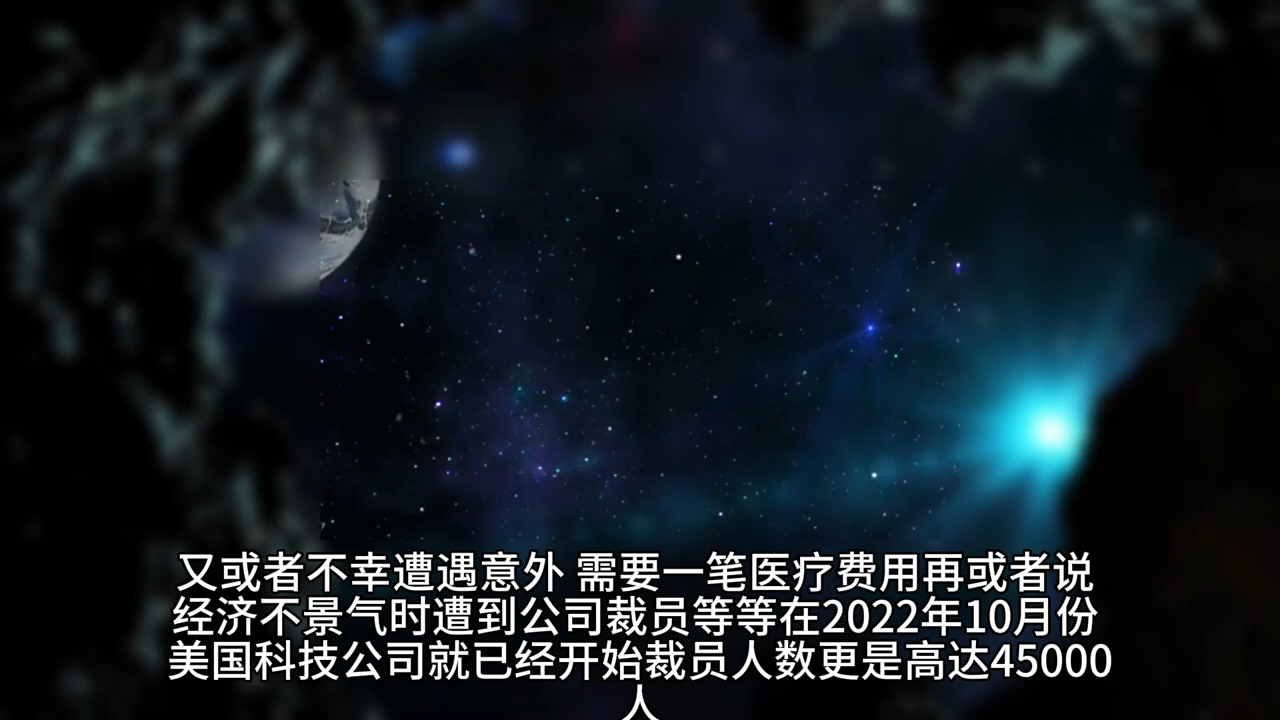 又或者不幸遭遇意外 需要一笔医疗费用再或者说
经济不景气时遭到公司裁员等等在2022年10月份
美国科技公司就已经开始裁员人数更是高达45000
人